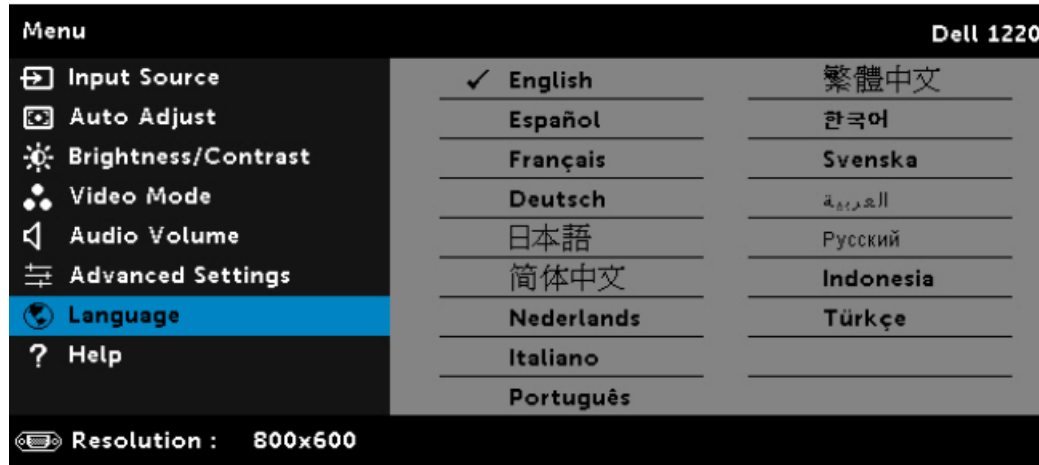 Menu Dell 1220
Input Source
Auto Adjust
Brightness/Contrast
Video Mode
Audio Volume
Advanced Settings
Language
? Help
✓ English
Español
Français
Deutsch
日本語
简体中文
Nederlands
Italiano
Português
繁體中文
한국어
Svenska
العربية
Русский
Indonesia
Türkçe
Resolution : 800x600